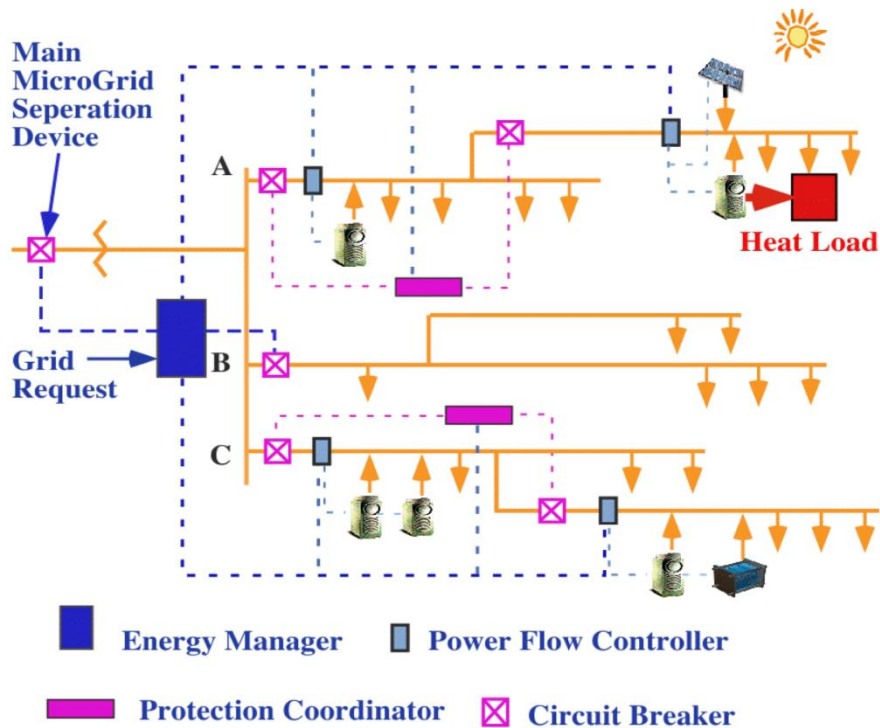 Main
MicroGrid
Seperation
Device
A
Heat Load
Grid
Request
B
C
Energy Manager
Power Flow Controller
Protection Coordinator
Circuit Breaker